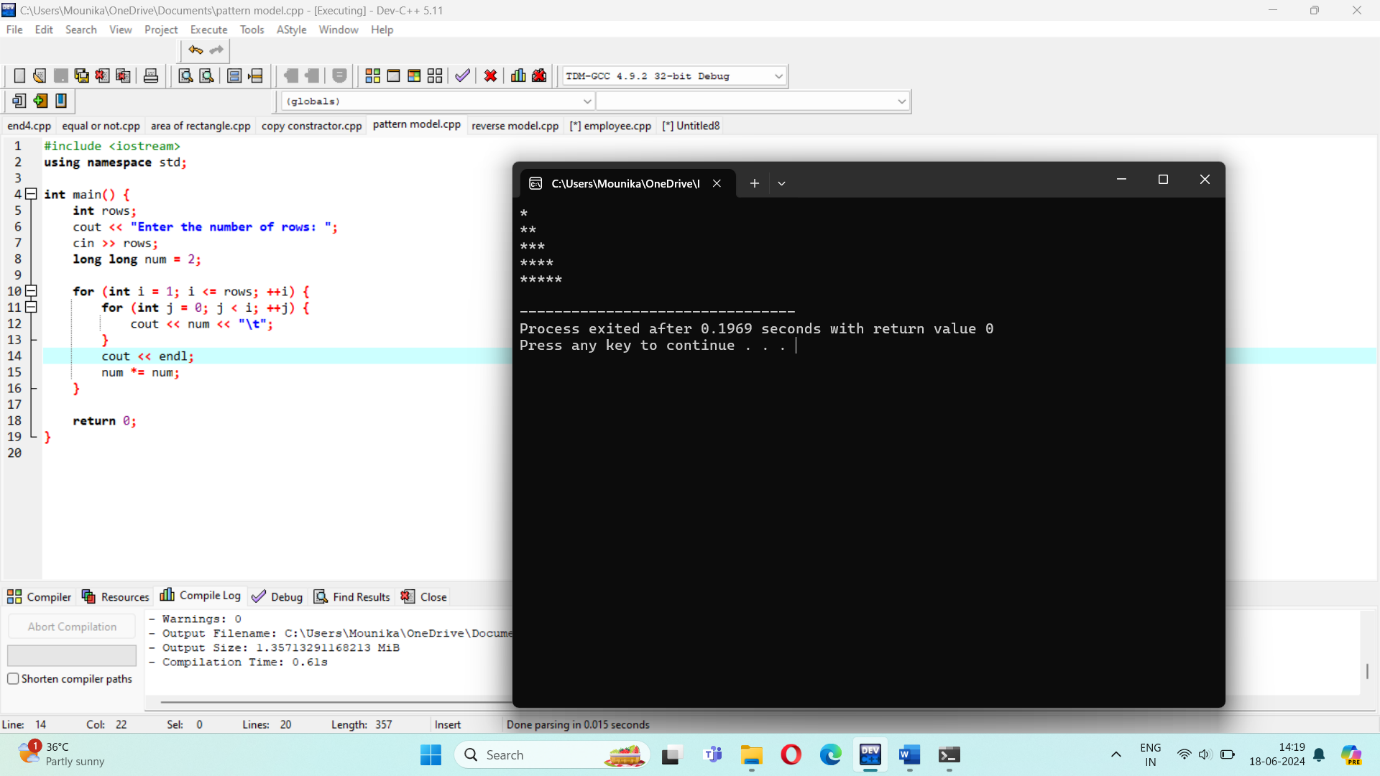 C:\Users\Mounika\OneDrive\Documents\pattern model.cpp - [Executing] - Dev-C++ 5.11
File Edit Search View Project Execute Tools AStyle Window Help
TDM-GCC 4.9.2 32-bit Debug
(globals)
end4.cpp equal or not.cpp area of rectangle.cpp copy constractor.cpp pattern model.cpp reverse model.cpp [*] employee.cpp [*] Untitled8
1 #include <iostream>
2 using namespace std;
3
4 int main() {
5 int rows;
6 cout << "Enter the number of rows: ";
7 cin >> rows;
8 long long num = 2;
9
10 for (int i = 1; i <= rows; ++i) {
11 for (int j = 0; j < i; ++j) {
12 cout << num << "\t";
13 }
14 cout << endl;
15 num *= num;
16 }
17
18 return 0;
19 }
20
C:\Users\Mounika\OneDrive\I
*
**
***
****
*****
--------------------------------
Process exited after 0.1969 seconds with return value 0
Press any key to continue . . .
Compiler Resources Compile Log Debug Find Results Close
Abort Compilation
Shorten compiler paths
- Warnings: 0
- Output Filename: C:\Users\Mounika\OneDrive\Docume
- Output Size: 1.35713291168213 MiB
- Compilation Time: 0.61s
Line: 14 Col: 22 Sel: 0 Lines: 20 Length: 357 Insert Done parsing in 0.015 seconds
1
36°C
Partly sunny
Search
DEV
C++
W
PRE
ENG
IN
14:19
18-06-2024